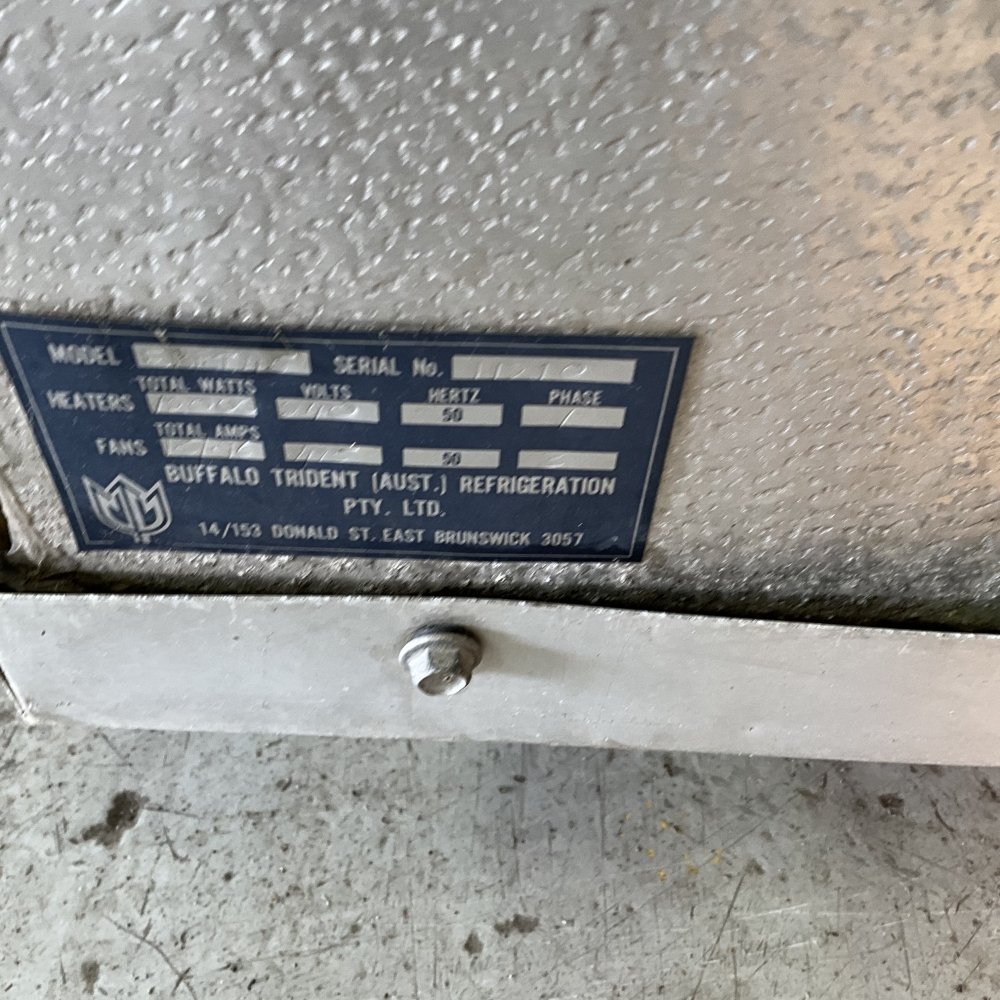 MODEL SERIAL No.
TOTAL WATTS VOLTS HERTZ PHASE
HEATERS 50
TOTAL AMPS
FANS 50
BUFFALO TRIDENT (AUST.) REFRIGERATION
PTY. LTD.
14/153 DONALD ST. EAST BRUNSWICK 3057